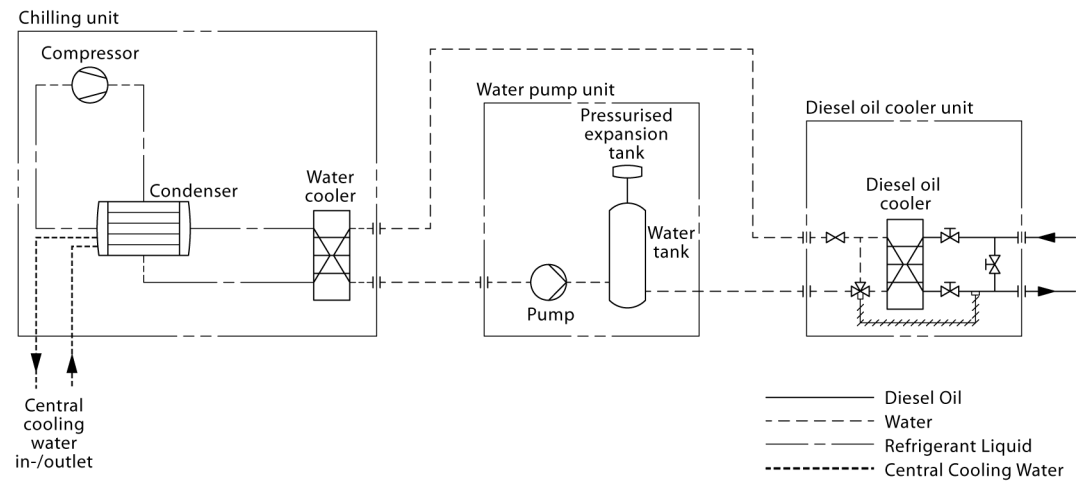 Chilling unit
Compressor
Condenser
Water
cooler
Central
cooling
water
in-/outlet
Water pump unit
Pressurised
expansion
tank
Water
tank
Pump
Diesel oil cooler unit
Diesel oil
cooler
Diesel Oil
Water
Refrigerant Liquid
Central Cooling Water